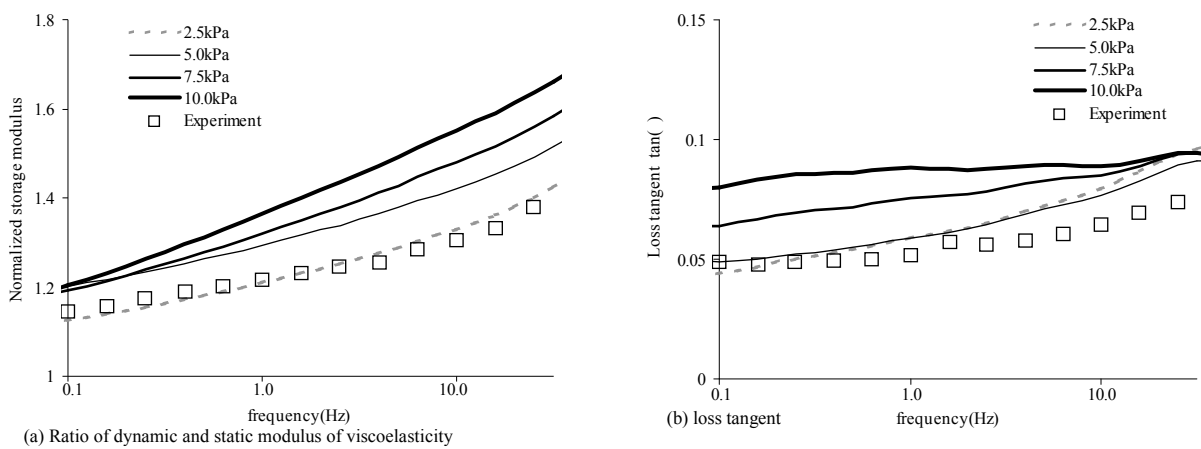 1.8
1.6
1.4
1.2
1
Normalized storage modulus
2.5kPa
5.0kPa
7.5kPa
10.0kPa
Experiment
0.1
1.0
10.0
frequency(Hz)
(a) Ratio of dynamic and static modulus of viscoelasticity
0.15
0.1
0.05
0
Loss tangent tan( )
2.5kPa
5.0kPa
7.5kPa
10.0kPa
Experiment
0.1
1.0
10.0
frequency(Hz)
(b) loss tangent